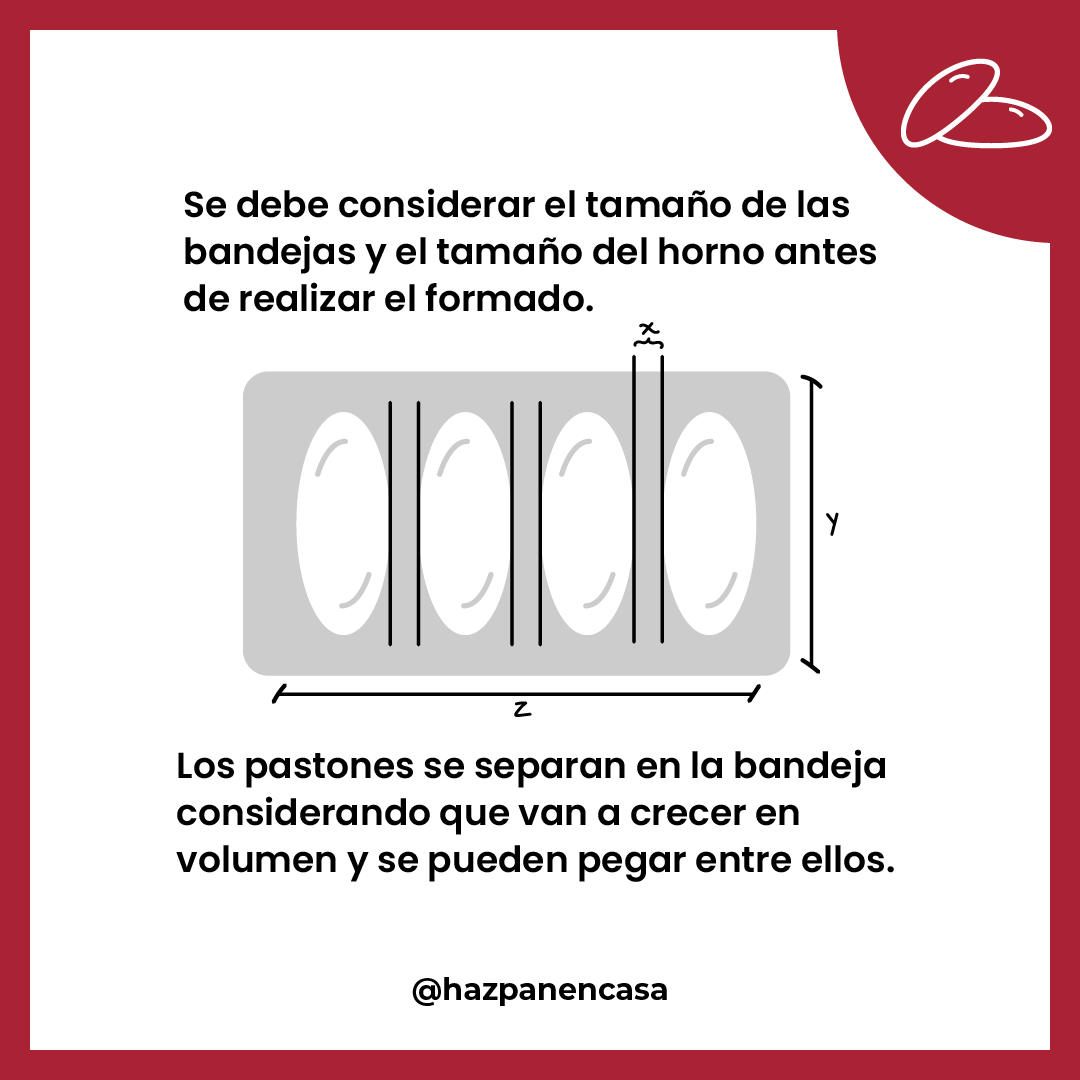 Se debe considerar el tamaño de las
bandejas y el tamaño del horno antes
de realizar el formado.
x
y
z
Los pastones se separan en la bandeja
considerando que van a crecer en
volumen y se pueden pegar entre ellos.
@hazpanencasa